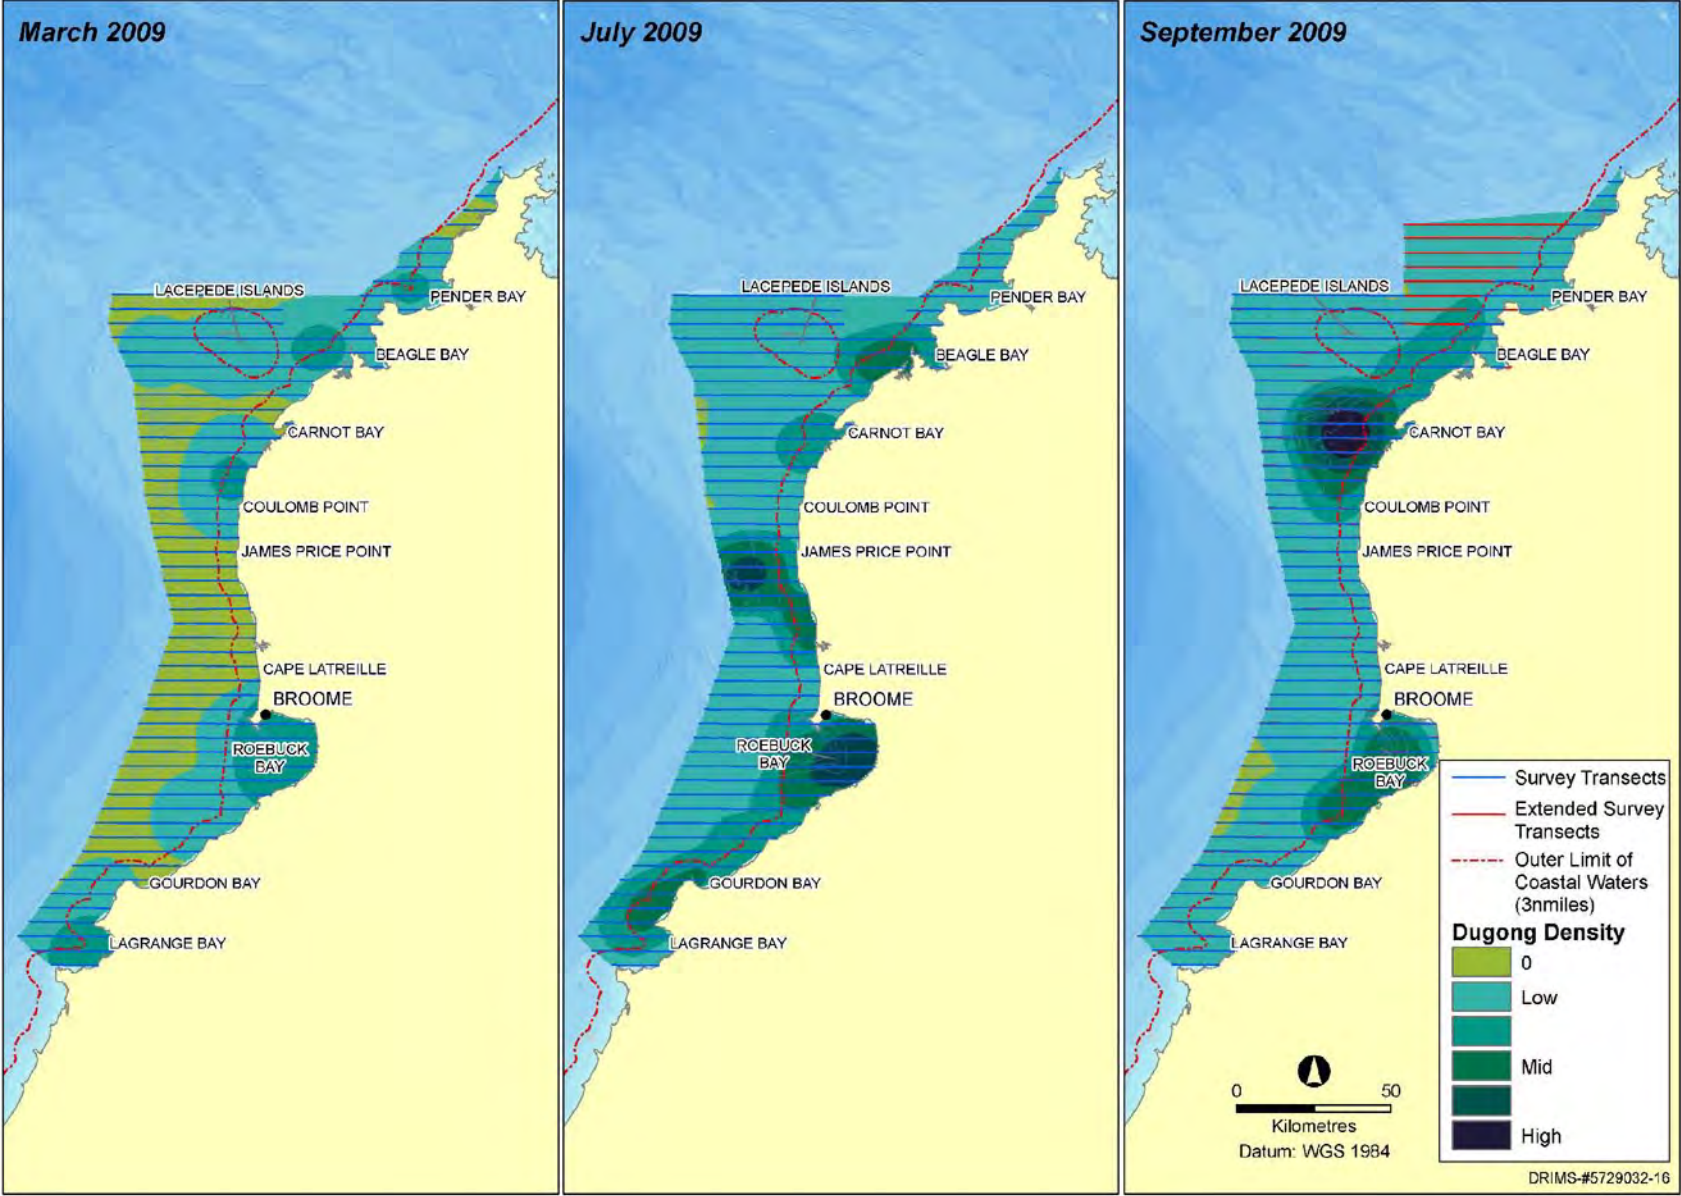 March 2009
LACEPEDE ISLANDS
PENDER BAY
BEAGLE BAY
CARNOT BAY
COULOMB POINT
JAMES PRICE POINT
CAPE LATREILLE
BROOME
ROEBUCK
BAY
GOURDON BAY
LAGRANGE BAY
July 2009
LACEPEDE ISLANDS
PENDER BAY
BEAGLE BAY
CARNOT BAY
COULOMB POINT
JAMES PRICE POINT
CAPE LATREILLE
BROOME
ROEBUCK
BAY
GOURDON BAY
LAGRANGE BAY
September 2009
LACEPEDE ISLANDS
PENDER BAY
BEAGLE BAY
CARNOT BAY
COULOMB POINT
JAMES PRICE POINT
CAPE LATREILLE
BROOME
ROEBUCK
BAY
GOURDON BAY
LAGRANGE BAY
Survey Transects
Extended Survey
Transects
Outer Limit of
Coastal Waters
(3nmiles)
Dugong Density
0
Low
Mid
High
0 50
Kilometres
Datum: WGS 1984
DRIMS-#5729032-16